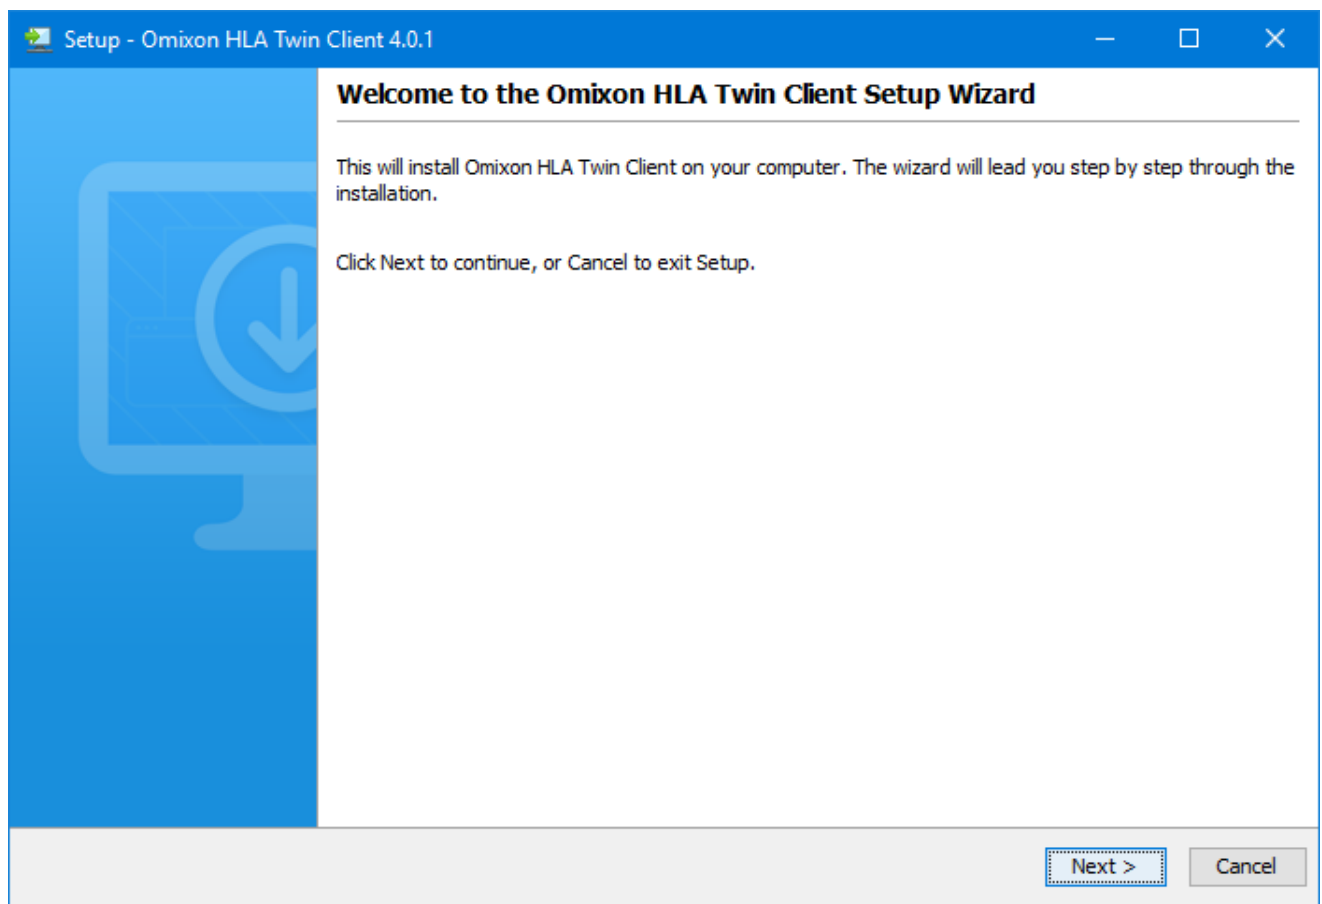 Setup - Omixon HLA Twin Client 4.0.1
Welcome to the Omixon HLA Twin Client Setup Wizard
This will install Omixon HLA Twin Client on your computer. The wizard will lead you step by step through the
installation.
Click Next to continue, or Cancel to exit Setup.
Next >
Cancel